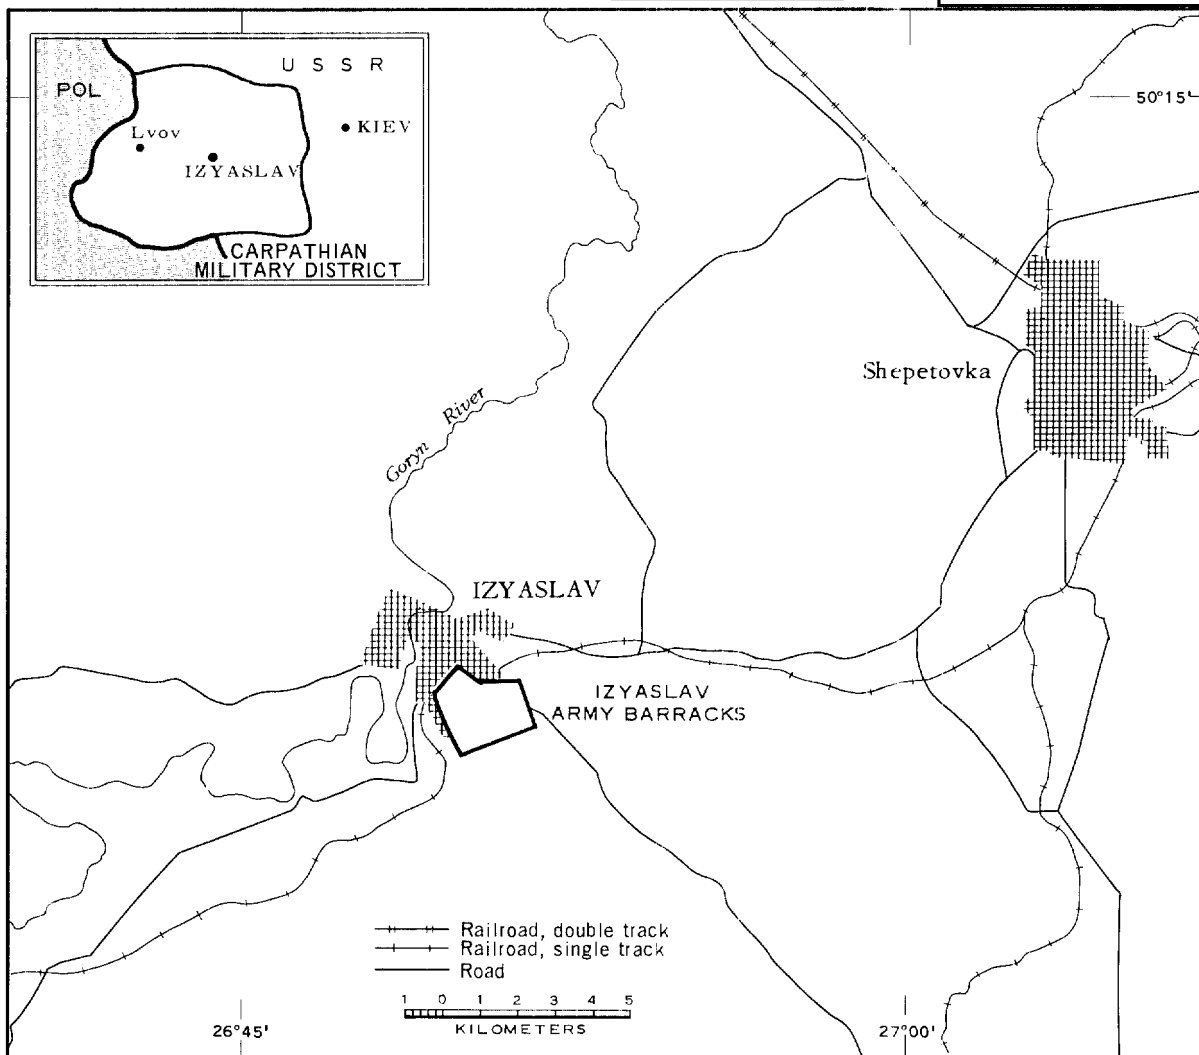 U S S R
POL
Lvov
KIEV
IZYASLAV
CARPATHIAN
MILITARY DISTRICT
50°15'
Shepetovka
Goryn River
IZYASLAV
IZYASLAV
ARMY BARRACKS
Railroad, double track
Railroad, single track
Road
1 0 1 2 3 4 5
KILOMETERS
26°45'
27°00'